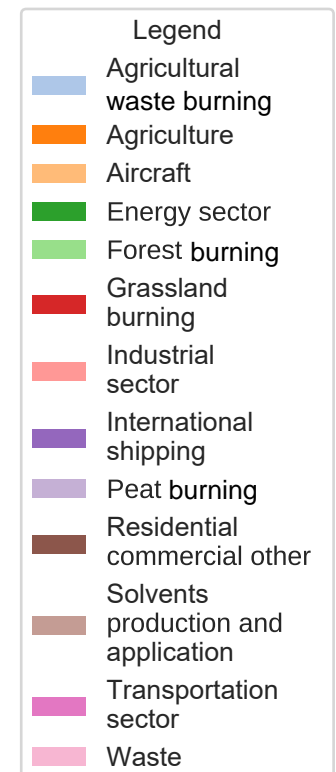 Legend
Agricultural
waste burning
Agriculture
Aircraft
Energy sector
Forest burning
Grassland
burning
Industrial
sector
International
shipping
Peat burning
Residential
commercial other
Solvents
production and
application
Transportation
sector
Waste